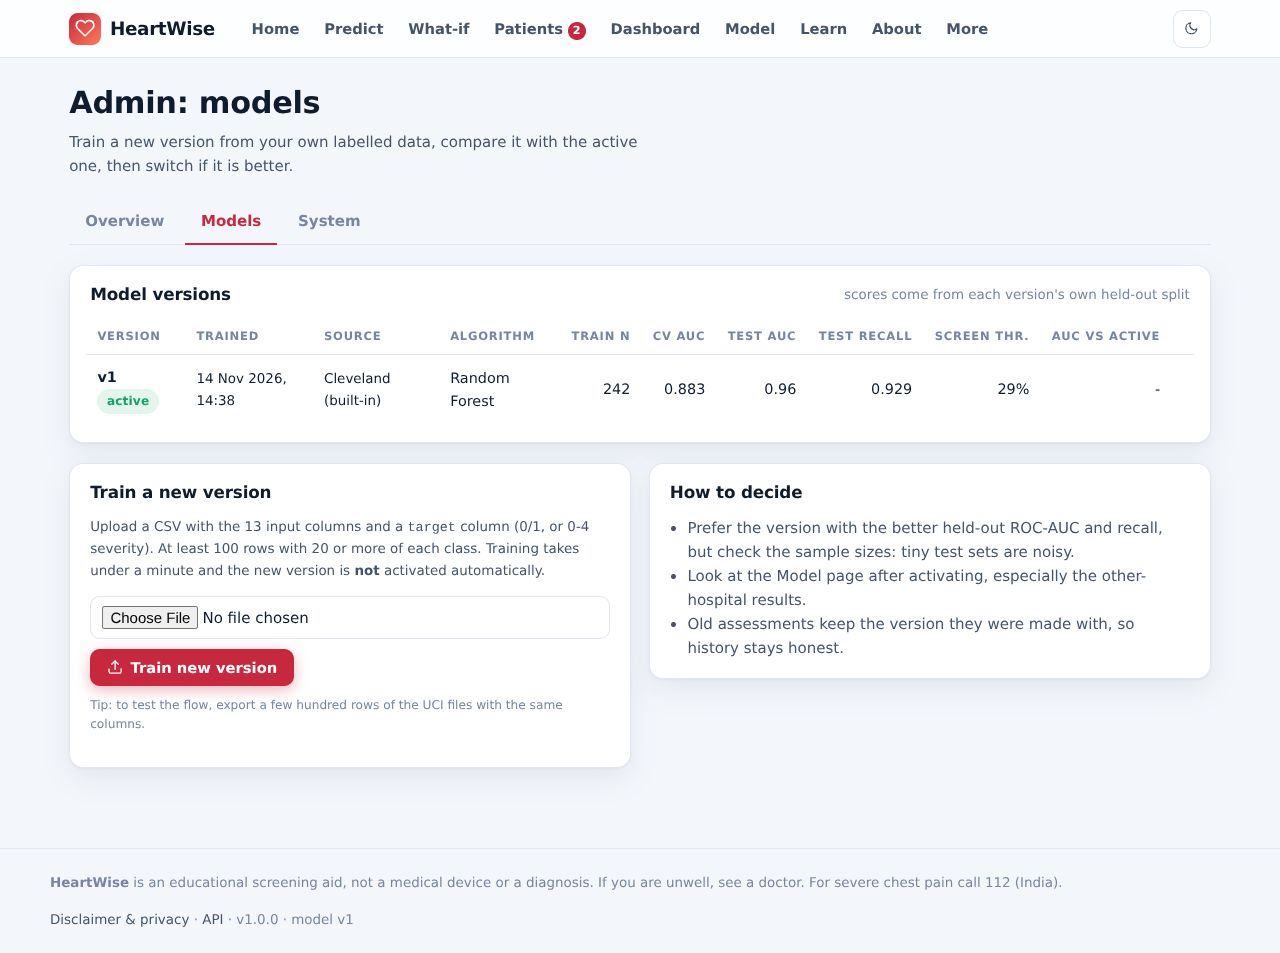 HeartWise Home Predict What-if Patients 2 Dashboard Model Learn About More
Admin: models
Train a new version from your own labelled data, compare it with the active
one, then switch if it is better.
Overview Models System
Model versions scores come from each version's own held-out split
VERSION TRAINED SOURCE ALGORITHM TRAIN N CV AUC TEST AUC TEST RECALL SCREEN THR. AUC VS ACTIVE
v1 active 14 Nov 2026, 14:38 Cleveland (built-in) Random Forest 242 0.883 0.96 0.929 29% -
Train a new version
Upload a CSV with the 13 input columns and a target column (0/1, or 0-4
severity). At least 100 rows with 20 or more of each class. Training takes
under a minute and the new version is not activated automatically.
Choose File No file chosen
Train new version
Tip: to test the flow, export a few hundred rows of the UCI files with the same
columns.
How to decide
• Prefer the version with the better held-out ROC-AUC and recall,
but check the sample sizes: tiny test sets are noisy.
• Look at the Model page after activating, especially the other-
hospital results.
• Old assessments keep the version they were made with, so
history stays honest.
HeartWise is an educational screening aid, not a medical device or a diagnosis. If you are unwell, see a doctor. For severe chest pain call 112 (India).
Disclaimer & privacy · API · v1.0.0 · model v1